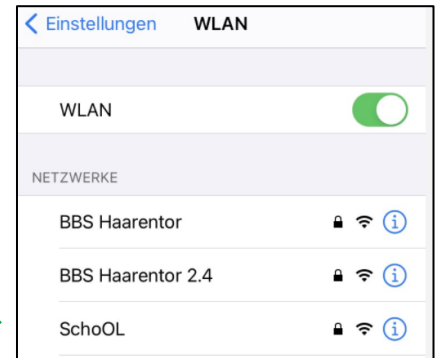 Einstellungen WLAN
WLAN
NETZWERKE
BBS Haarentor
BBS Haarentor 2.4
SchoOL